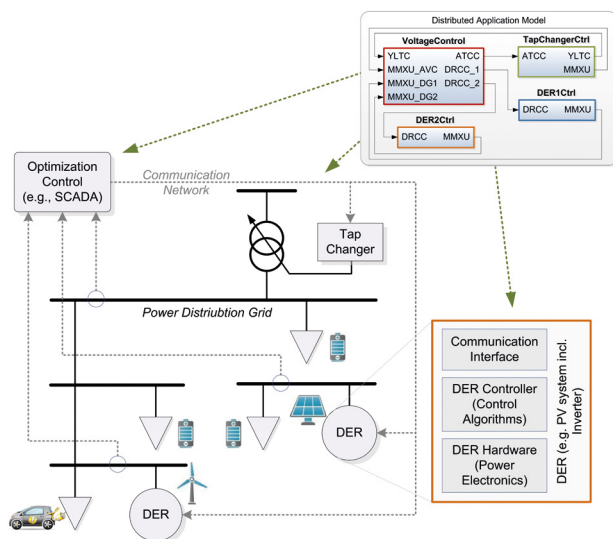 Distributed Application Model
VoltageControl
YLTC ATCC
MMXU_AVC DRCC_1
MMXU_DG1 DRCC_2
MMXU_DG2
TapChangerCtrl
ATCC YLTC
MMXU
DER1Ctrl
DRCC MMXU
DER2Ctrl
DRCC MMXU
Optimization
Control
(e.g., SCADA)
Communication
Network
Tap
Changer
Power Distriubtion Grid
DER
DER
Communication
Interface
DER Controller
(Control
Algorithms)
DER Hardware
(Power
Electronics)
DER (e.g. PV system incl.
Inverter)